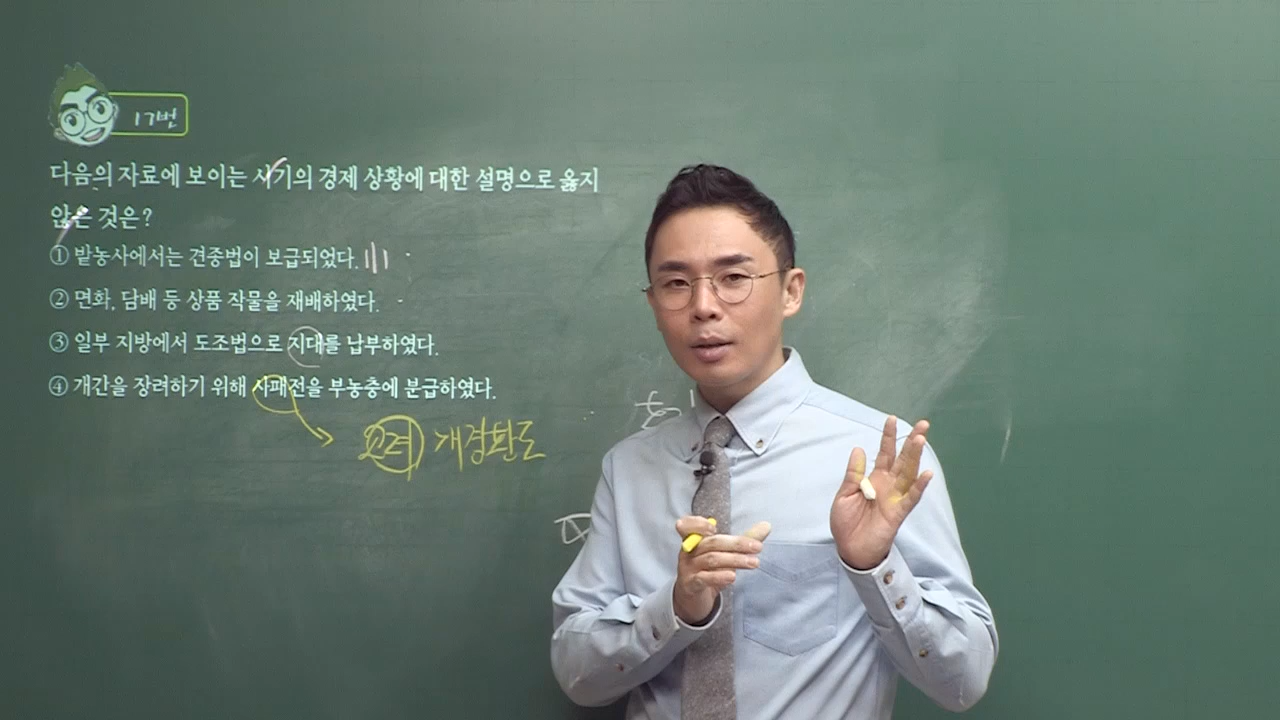 17번
다음의 자료에 보이는 시기의 경제 상황에 대한 설명으로 옳지
않은 것은?
① 밭농사에서는 견종법이 보급되었다.
② 면화, 담배 등 상품 작물을 재배하였다.
③ 일부 지방에서 도조법으로 지대를 납부하였다.
④ 개간을 장려하기 위해 사패전을 부농층에 분급하였다.
고려 개경환도